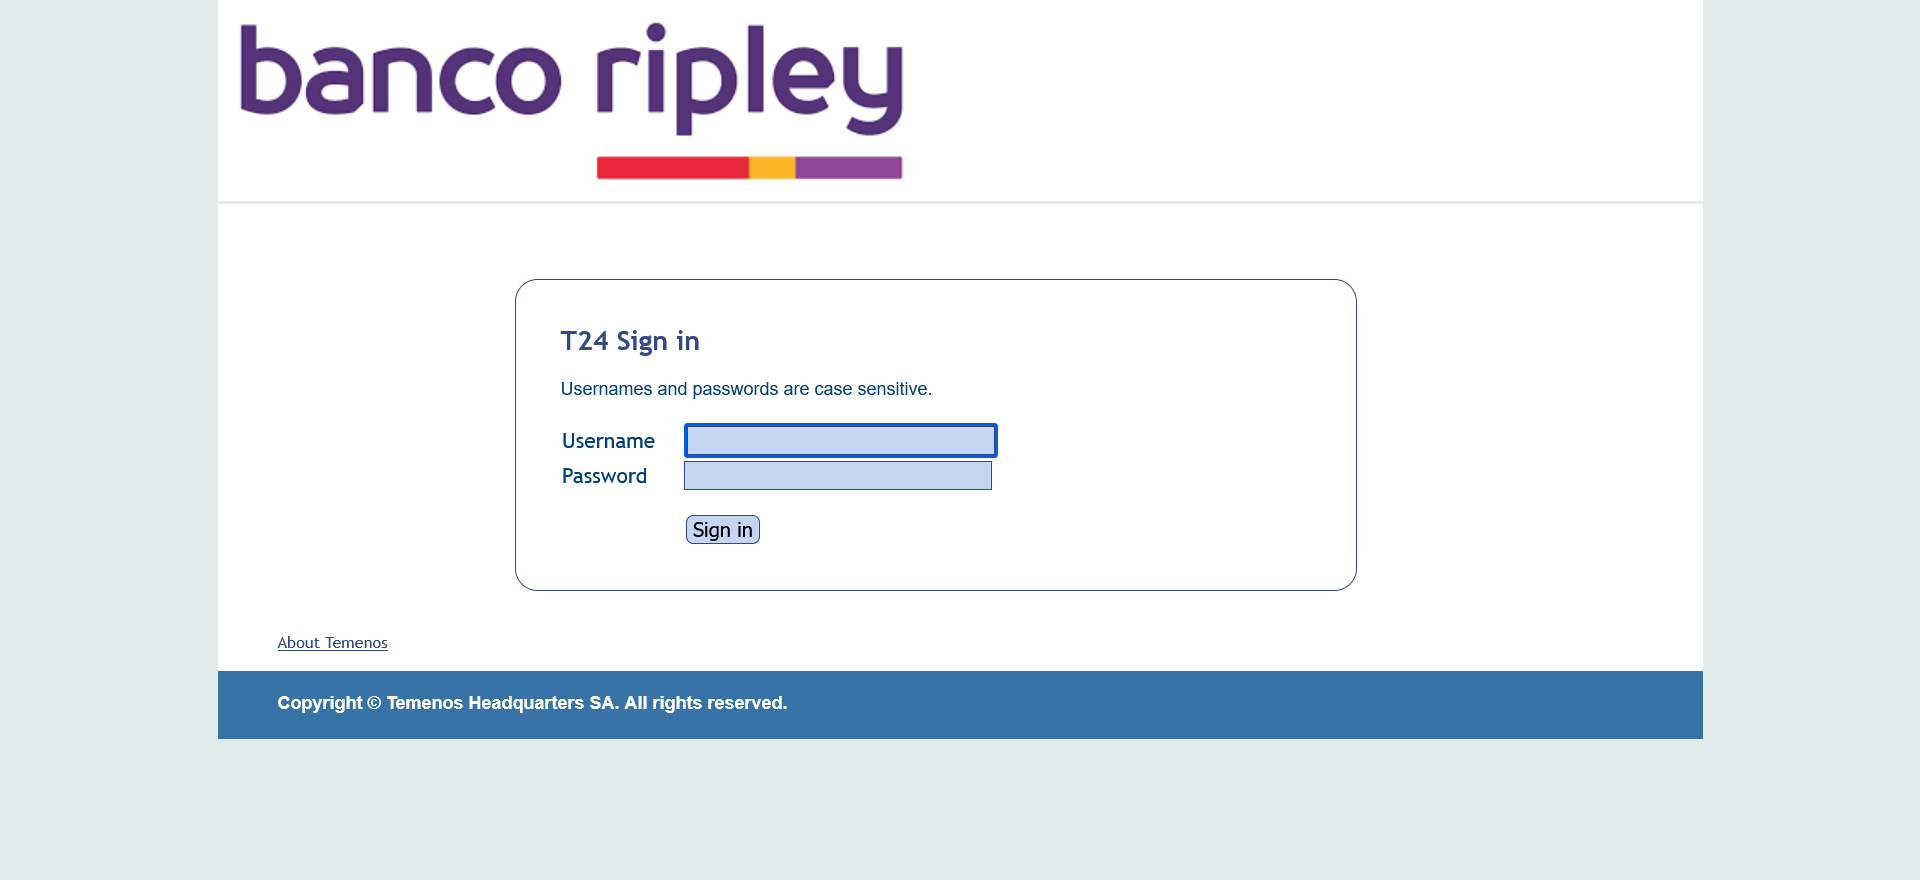 banco ripley
T24 Sign in
Usernames and passwords are case sensitive.
Username
Password
Sign in
About Temenos
Copyright © Temenos Headquarters SA. All rights reserved.